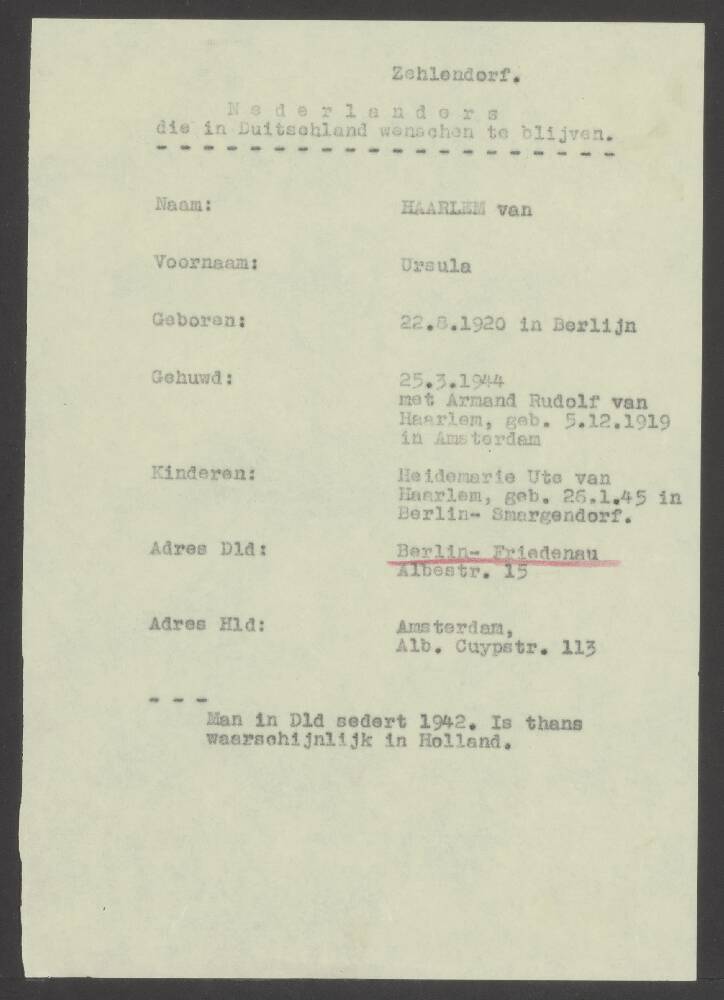 Zehlendorf.
Nederlanders
die in Duitschland wenschen te blijven.
- - - - - - - - - - - - - - - - - - - -
Naam: HAARLEM van
Voornaam: Ursula
Geboren: 22.8.1920 in Berlijn
Gehuwd: 25.3.1944
met Armand Rudolf van
Haarlem, geb. 5.12.1919
in Amsterdam
Kinderen: Heidemarie Ute van
Haarlem, geb. 26.1.45 in
Berlin- Smargendorf.
Adres Dld: Berlin- Friedenau
Albestr. 15
Adres Hld: Amsterdam,
Alb. Cuypstr. 113
- - -
Man in Dld sedert 1942. Is thans
waarschijnlijk in Holland.